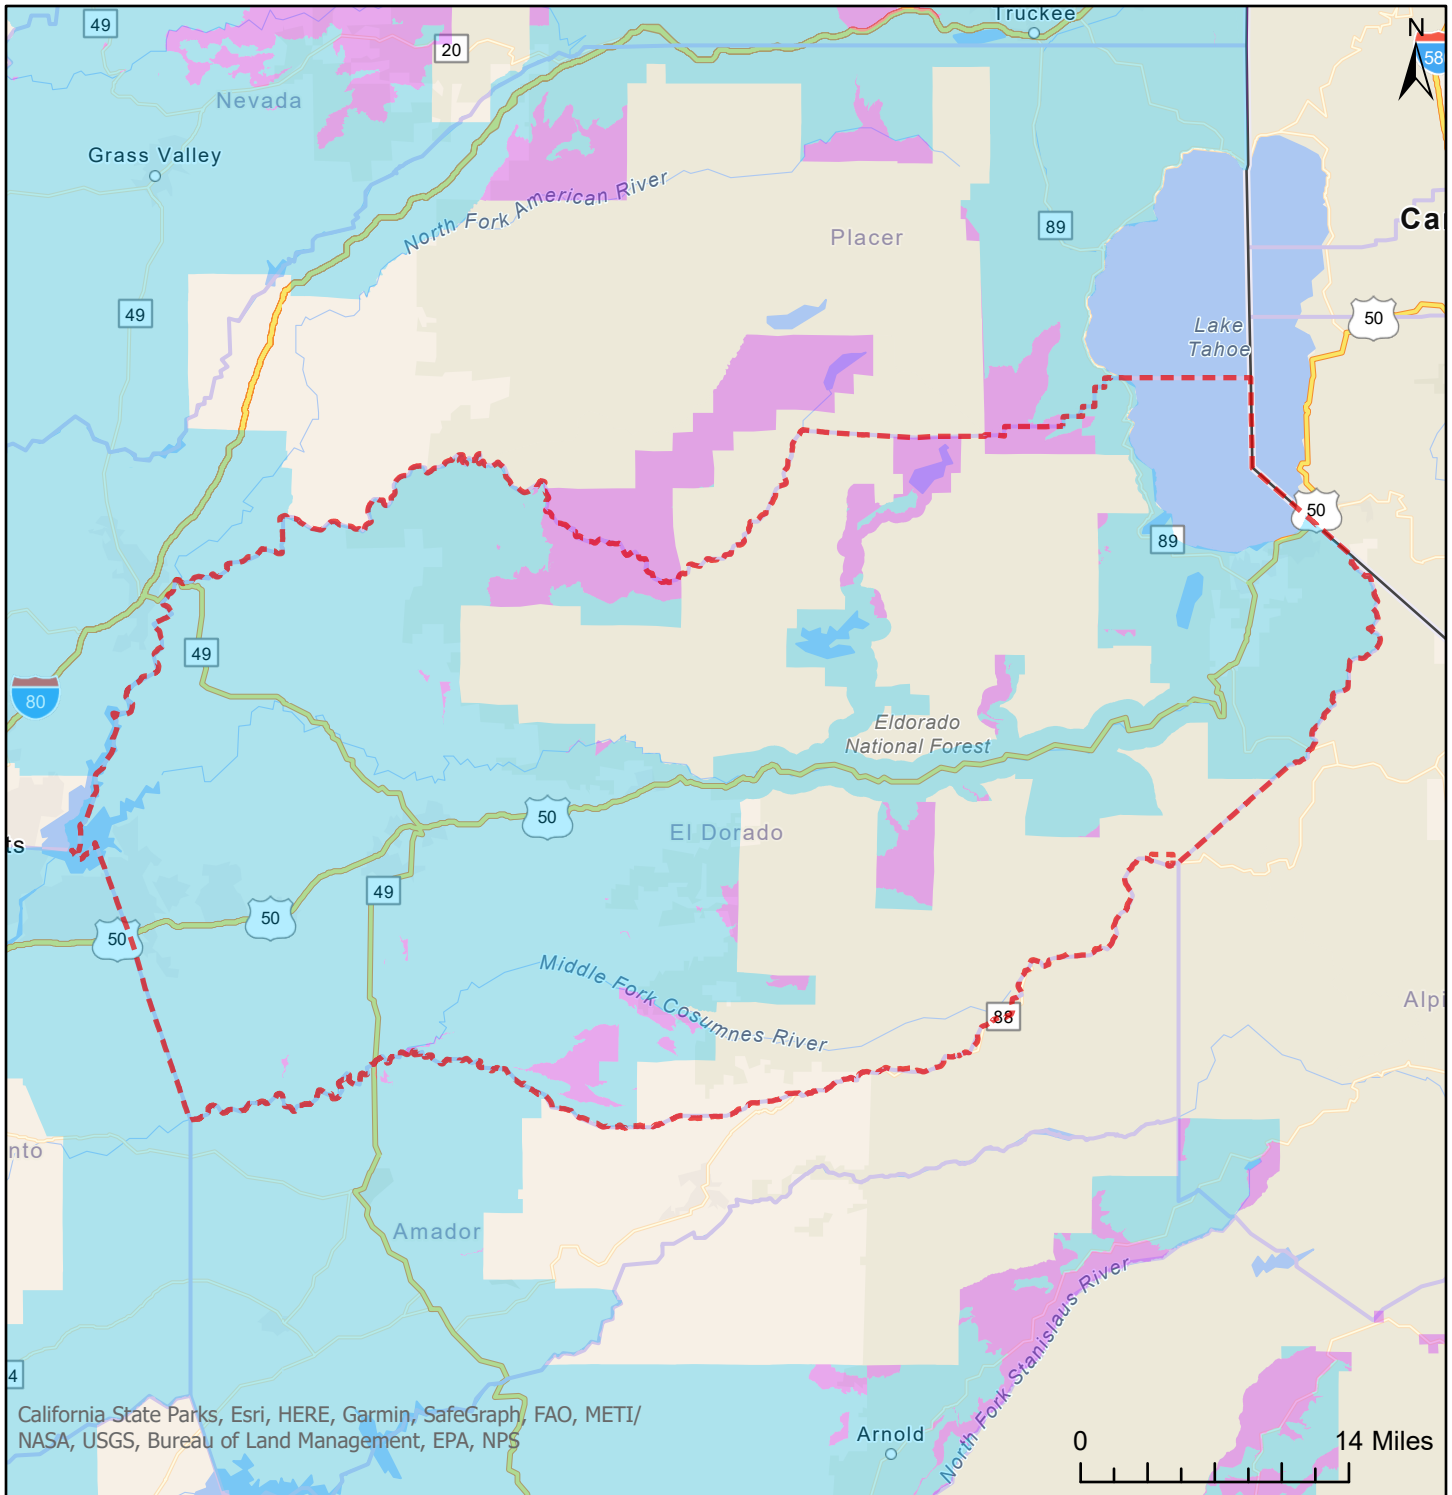 Truckee
49
20
N
58
Nevada
Grass Valley
North Fork American River
89
Placer
Ca
49
50
Lake
Tahoe
50
89
49
80
Eldorado
National Forest
50
El Dorado
ts
49
50
50
Middle Fork Cosumnes River
88
Alpi
nto
Amador
North Fork Stanislaus River
4
California State Parks, Esri, HERE, Garmin, SafeGraph, FAO, METI/
NASA, USGS, Bureau of Land Management, EPA, NPS
Arnold
0 14 Miles